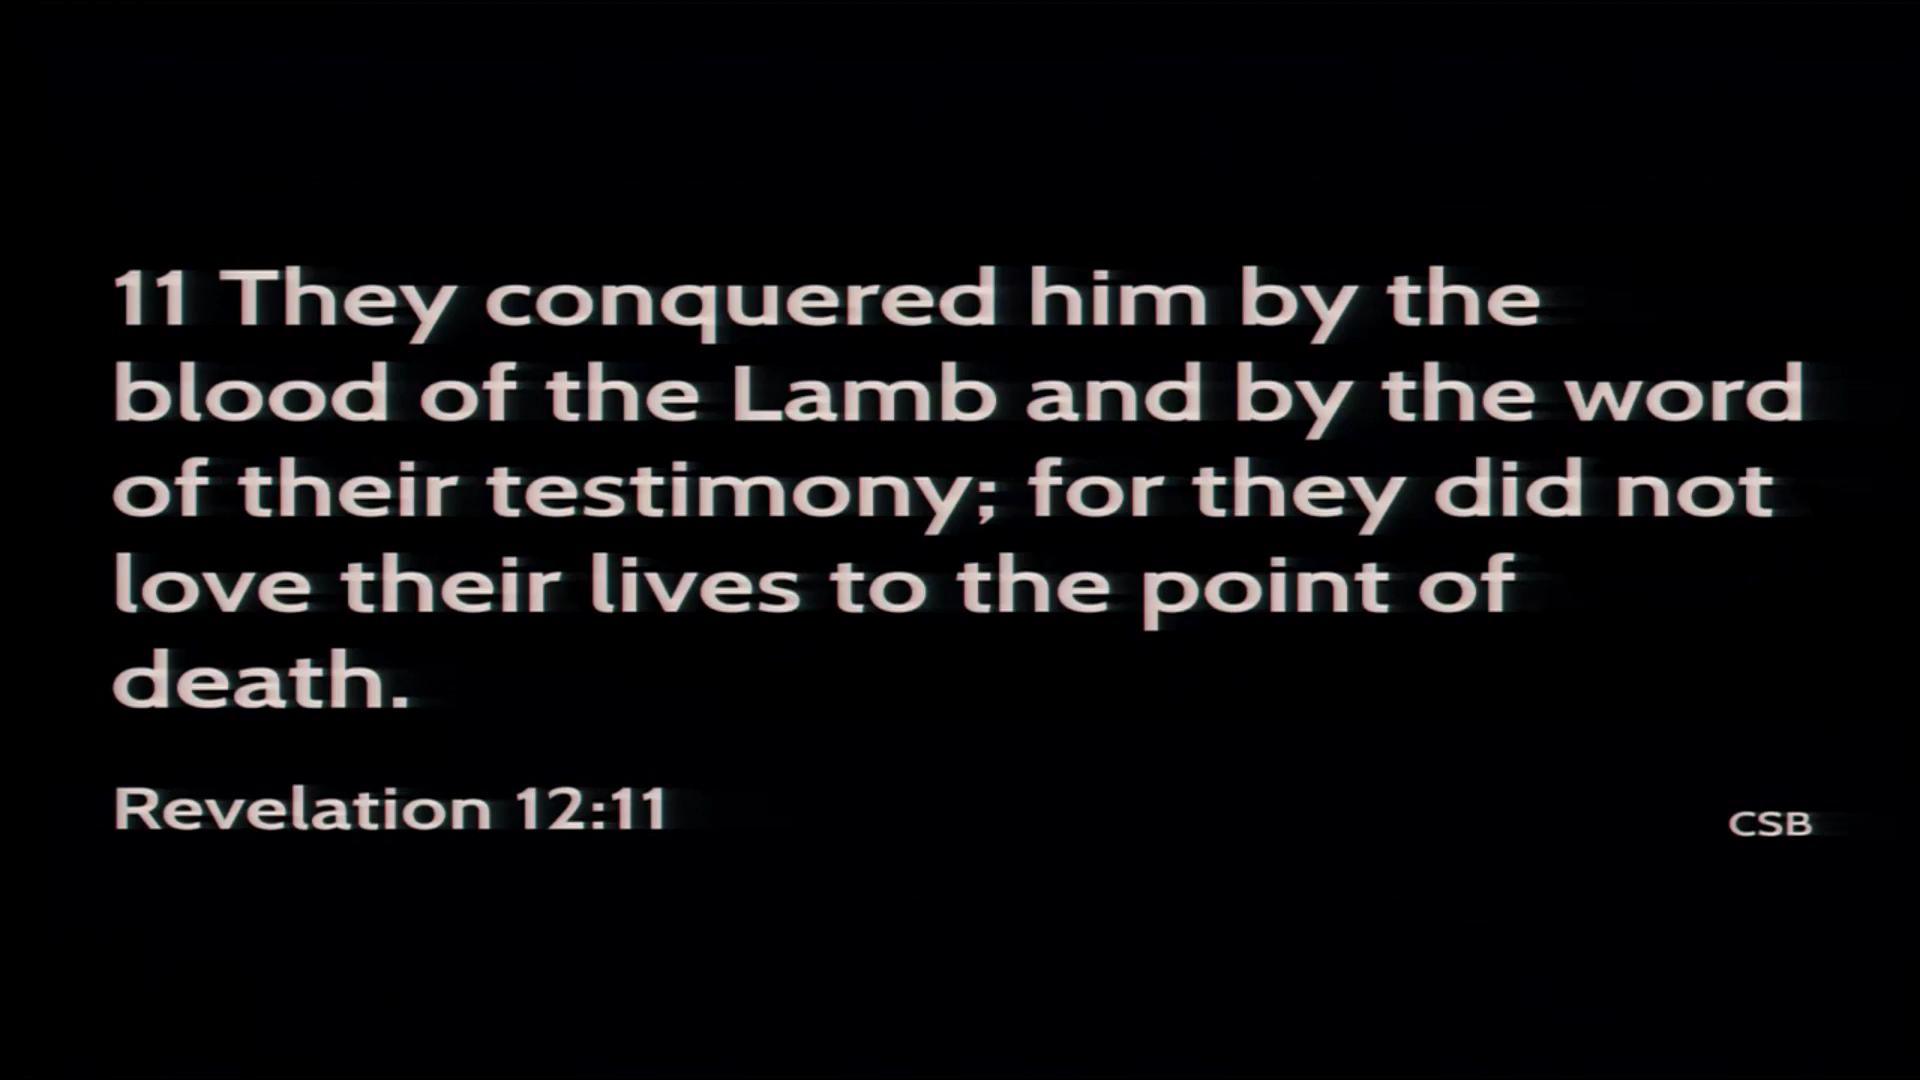 11 They conquered him by the
blood of the Lamb and by the word
of their testimony; for they did not
love their lives to the point of
death.
Revelation 12:11
CSB